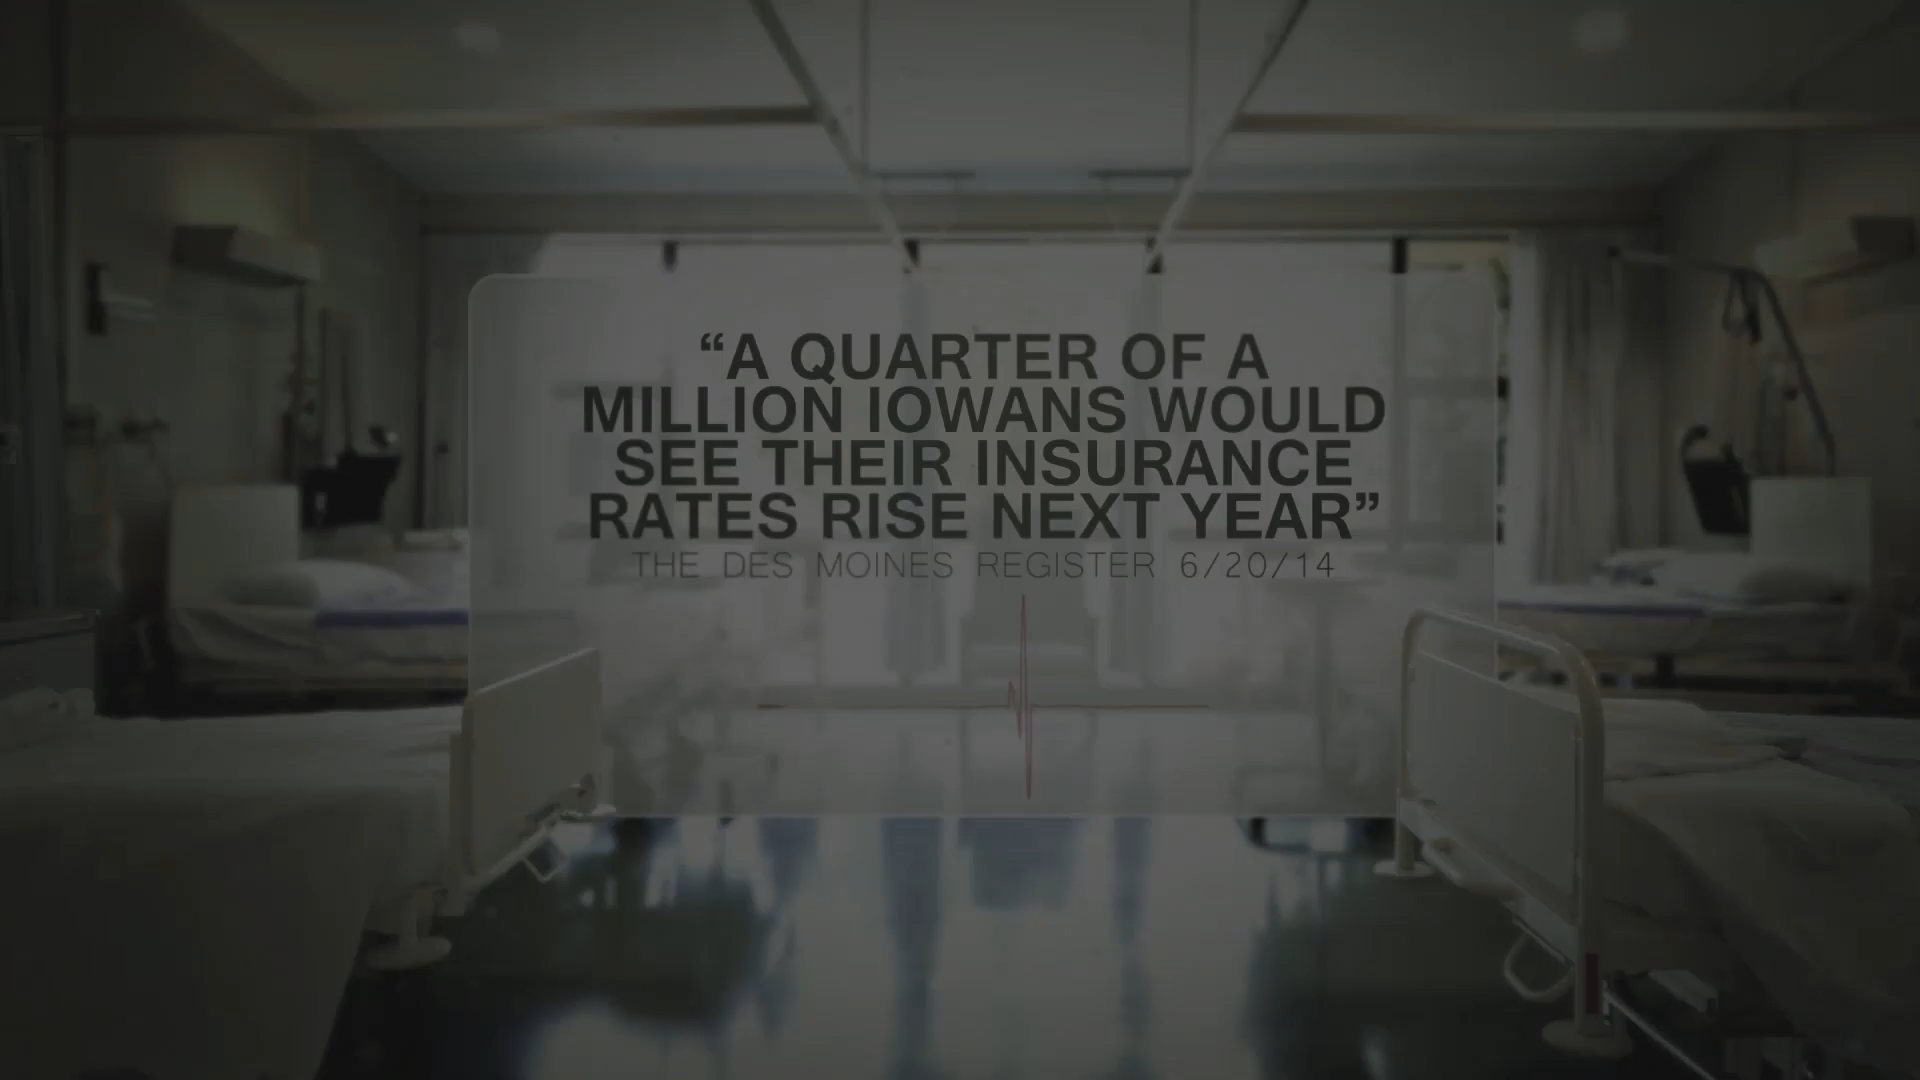 “A QUARTER OF A
MILLION IOWANS WOULD
SEE THEIR INSURANCE
RATES RISE NEXT YEAR”
THE DES MOINES REGISTER 6/20/14